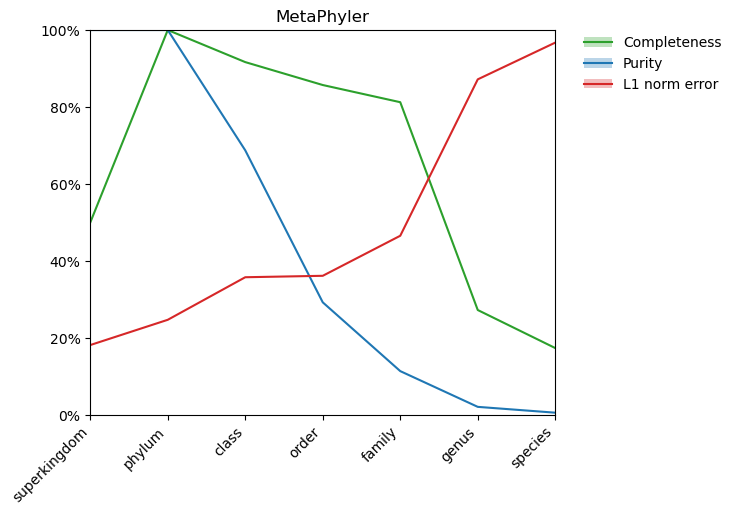 MetaPhyler
100%
80%
60%
40%
20%
0%
superkingdom
phylum
class
order
family
genus
species
Completeness
Purity
L1 norm error